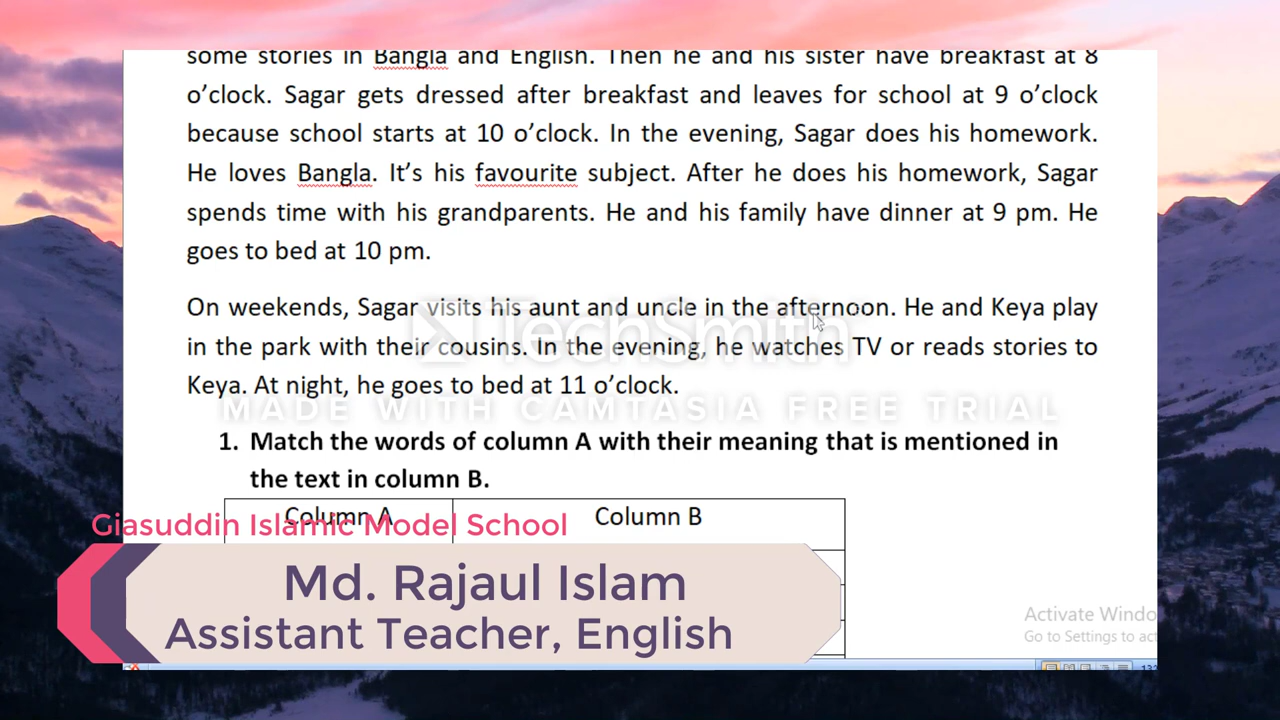 some stories in Bangla and English. Then he and his sister have breakfast at 8
o’clock. Sagar gets dressed after breakfast and leaves for school at 9 o’clock
because school starts at 10 o’clock. In the evening, Sagar does his homework.
He loves Bangla. It’s his favourite subject. After he does his homework, Sagar
spends time with his grandparents. He and his family have dinner at 9 pm. He
goes to bed at 10 pm.
On weekends, Sagar visits his aunt and uncle in the afternoon. He and Keya play
in the park with their cousins. In the evening, he watches TV or reads stories to
Keya. At night, he goes to bed at 11 o’clock.
TechSmith
MADE WITH CAMTASIA FREE TRIAL
1. Match the words of column A with their meaning that is mentioned in
the text in column B.
Column A Column B
Giasuddin Islamic Model School
Md. Rajaul Islam
Assistant Teacher, English
Activate Windo
Go to Settings to act